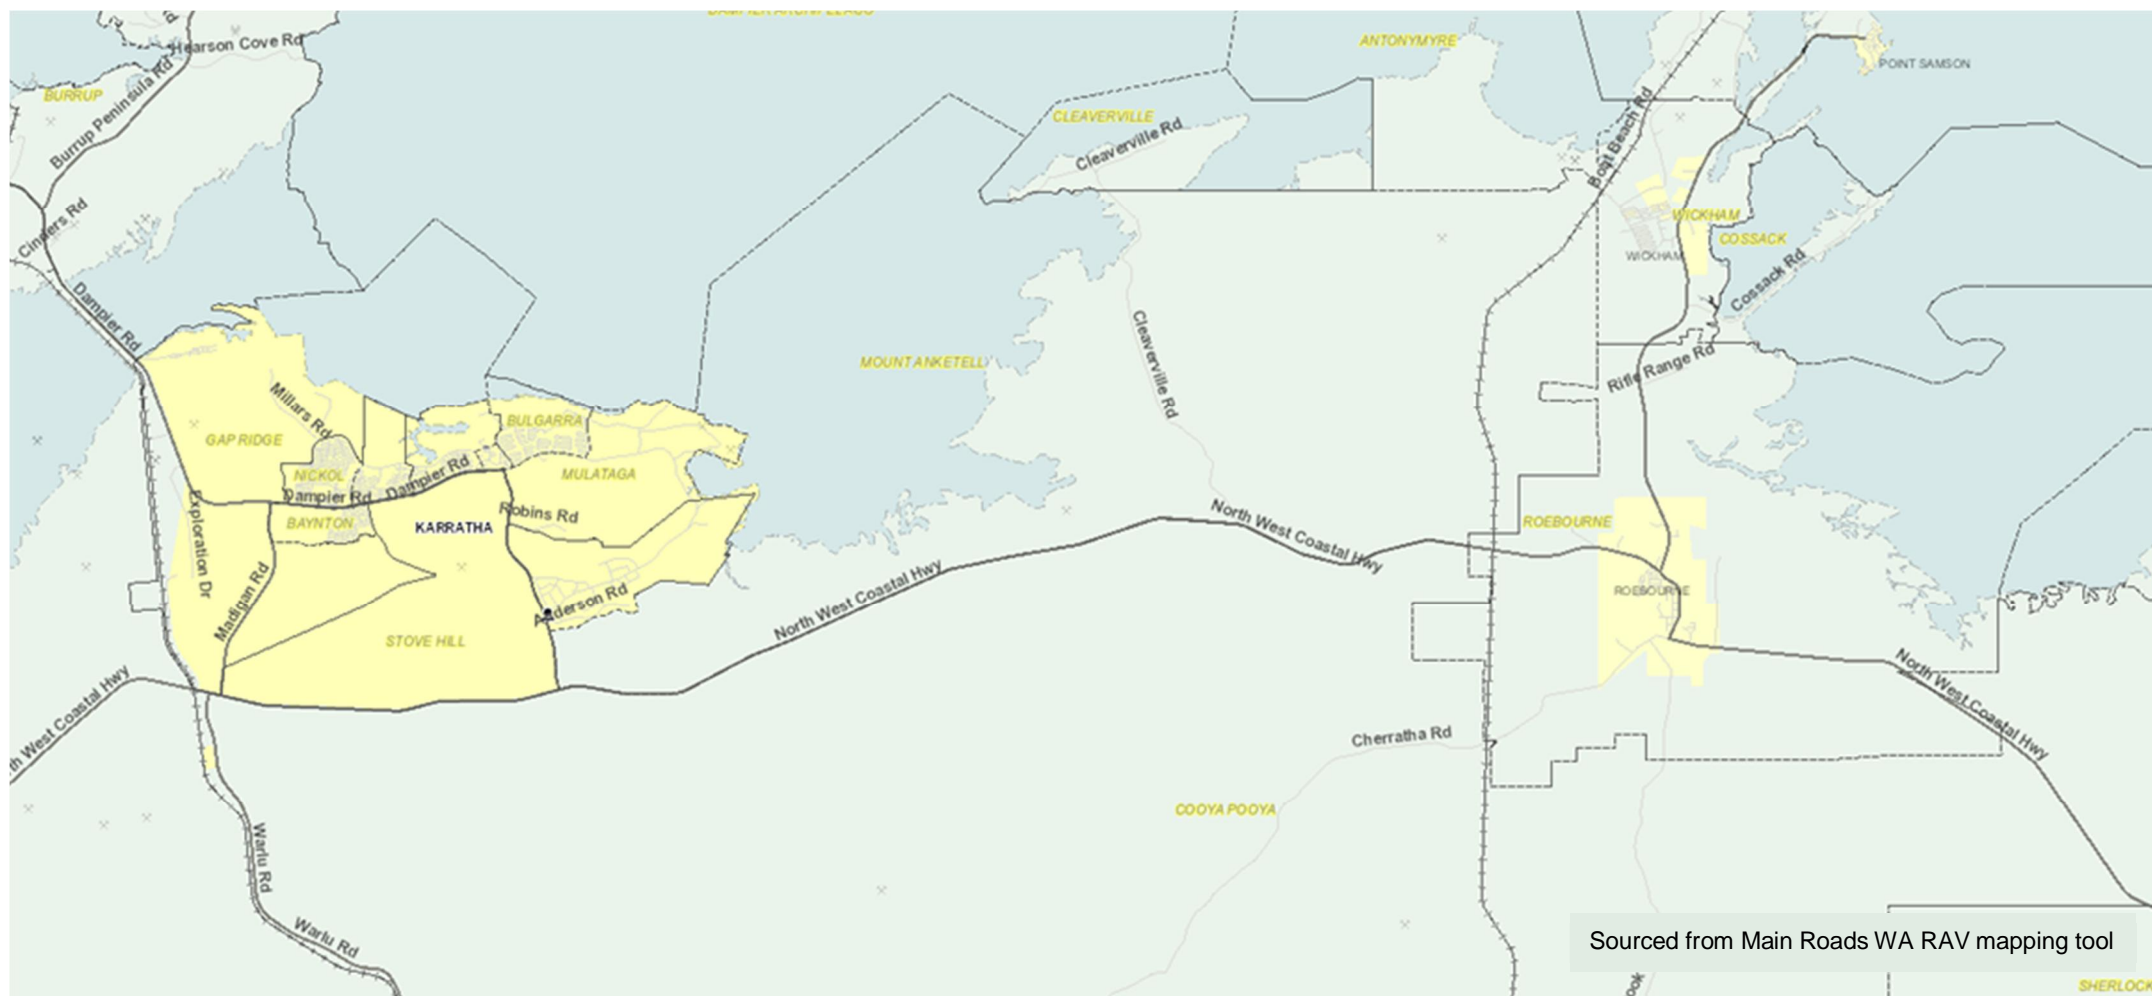 DAMPIER ARCHIPELAGO
Hearson Cove Rd
ANTONYMYRE
POINT SAMSON
BURRUP
Burrup Peninsula Rd
CLEAVERVILLE
Cleaverville Rd
Boat Beach Rd
WICKHAM
COSSACK
WICKHAM
Cossack Rd
Cinders Rd
Dampier Rd
Cleaverville Rd
MOUNT ANKETELL
Rifle Range Rd
Millars Rd
BULGARRA
GAP RIDGE
NICKOL
Dampier Rd
Dampier Rd
MULATAGA
Exploration Dr
BAYNTON
KARRATHA
Robins Rd
North West Coastal Hwy
ROEBOURNE
Madigan Rd
North West Coastal Hwy
ROEBOURNE
Anderson Rd
STOVE HILL
th West Coastal Hwy
North West Coastal Hwy
Cherratha Rd
COOYA POOYA
Warlu Rd
Warlu Rd
Sourced from Main Roads WA RAV mapping tool
ook
SHERLOCK